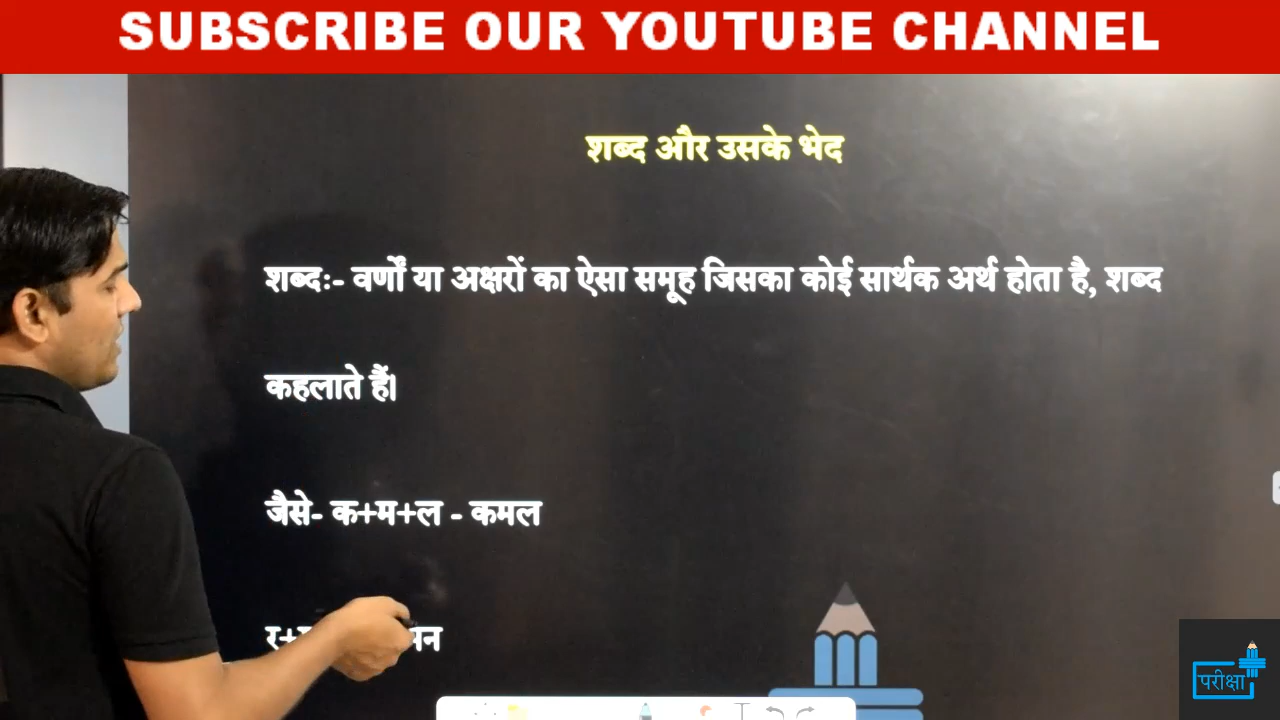 SUBSCRIBE OUR YOUTUBE CHANNEL
शब्द और उसके भेद
शब्दः- वर्णों या अक्षरों का ऐसा समूह जिसका कोई सार्थक अर्थ होता है, शब्द
कहलाते हैं।
जैसे- क+म+ल - कमल
परीक्षा